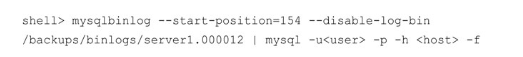 shell> mysqlbinlog --start-position=154 --disable-log-bin
/backups/binlogs/server1.000012 | mysql -u<user> -p -h <host> -f